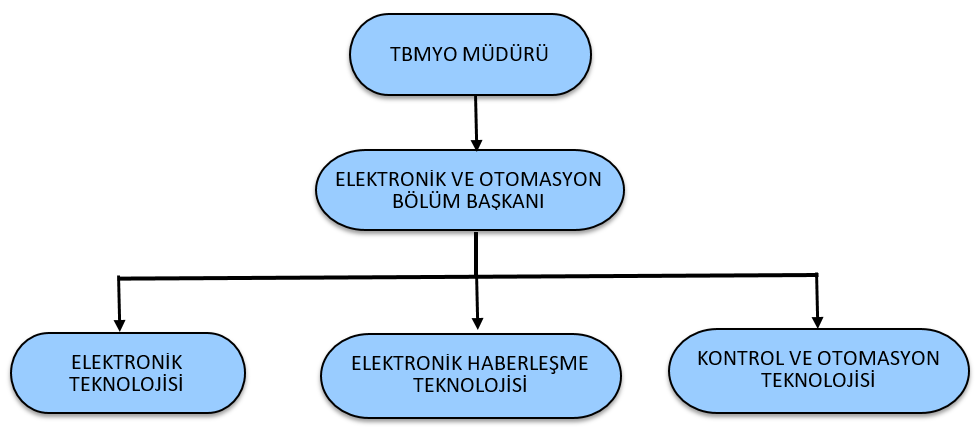 TBMYO MÜDÜRÜ
ELEKTRONİK VE OTOMASYON
BÖLÜM BAŞKANI
ELEKTRONİK
TEKNOLOJİSİ
ELEKTRONİK HABERLEŞME
TEKNOLOJİSİ
KONTROL VE OTOMASYON
TEKNOLOJİSİ